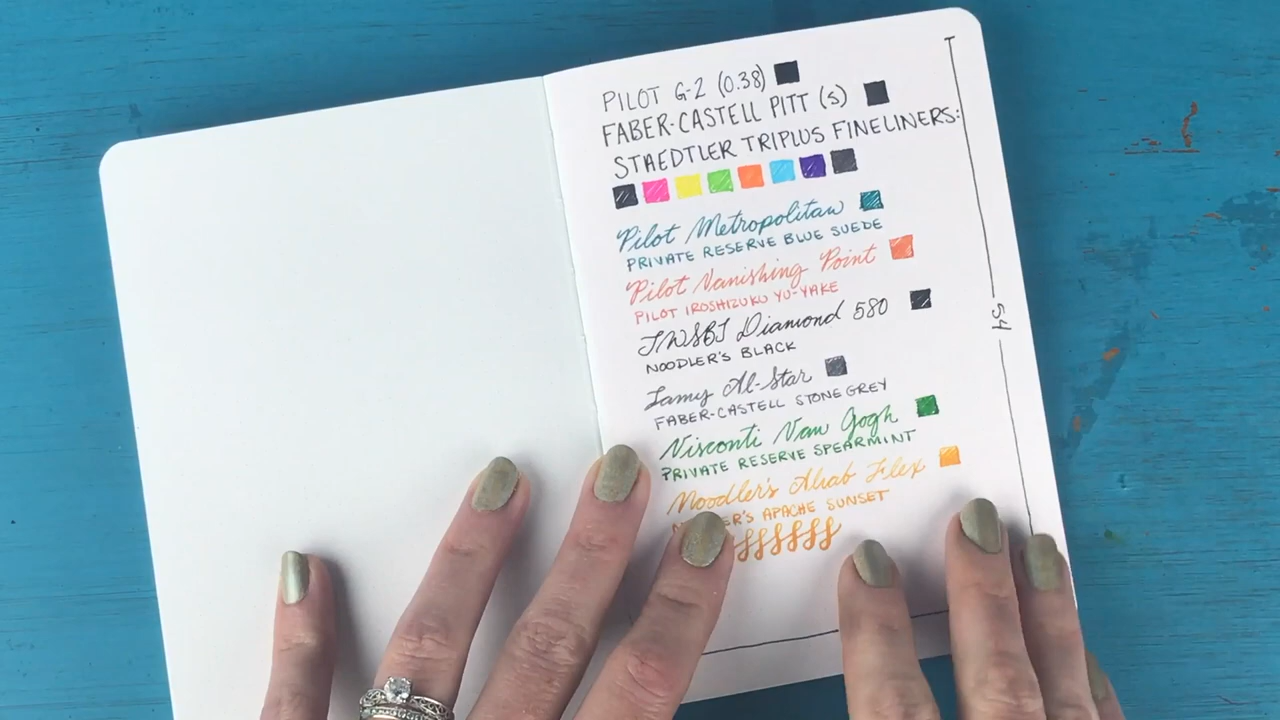 PILOT G-2 (0.38)
FABER-CASTELL PITT (S)
STAEDTLER TRIPLUS FINELINERS:
Pilot Metropolitan
PRIVATE RESERVE BLUE SUEDE
Pilot Vanishing Point
PILOT IROSHIZUKU YU-YAKE
TWSBI Diamond 580
NOODLER'S BLACK
Lamy Al-Star
FABER-CASTELL STONE GREY
Visconti Van Gogh
PRIVATE RESERVE SPEARMINT
Noodler's Ahab Flex
APACHE SUNSET
54